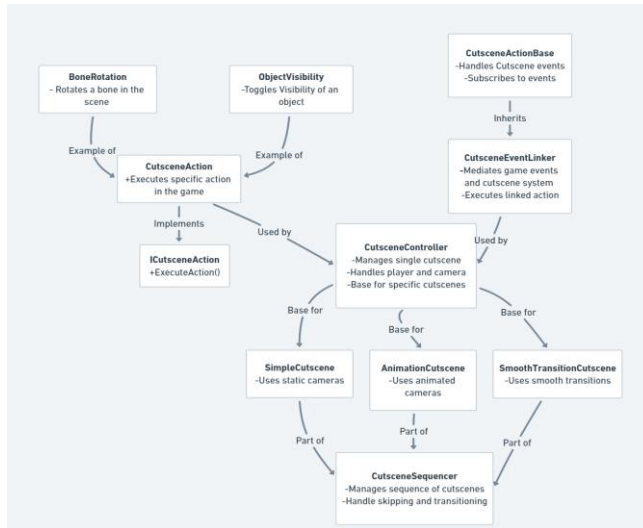 BoneRotation
- Rotates a bone in the
scene
ObjectVisibility
-Toggles Visibility of an
object
CutsceneActionBase
-Handles Cutscene events
-Subscribes to events
Example of
Example of
Inherits
CutsceneAction
+Executes specific action
in the game
CutsceneEventLinker
-Mediates game events
and cutscene system
-Executes linked action
Implements
Used by
Used by
ICutsceneAction
+ExecuteAction()
CutsceneController
-Manages single cutscene
-Handles player and camera
-Base for specific cutscenes
Base for
Base for
Base for
SimpleCutscene
-Uses static cameras
AnimationCutscene
-Uses animated
cameras
SmoothTransitionCutscene
-Uses smooth transitions
Part of
Part of
Part of
CutsceneSequencer
-Manages sequence of cutscenes
-Handle skipping and transitioning